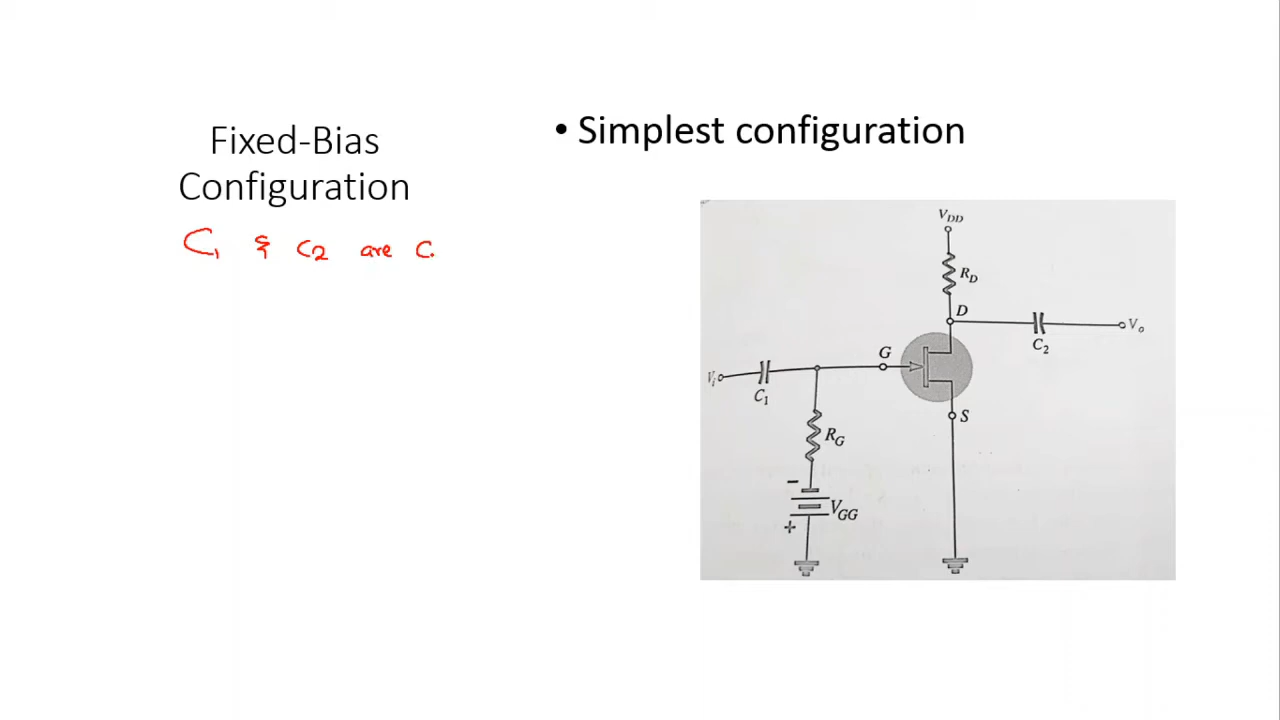 Fixed-Bias
Configuration
C1 & C2 are C.
• Simplest configuration
VDD
RD
D
C2
Vo
G
Vi
C1
S
RG
−
VGG
+